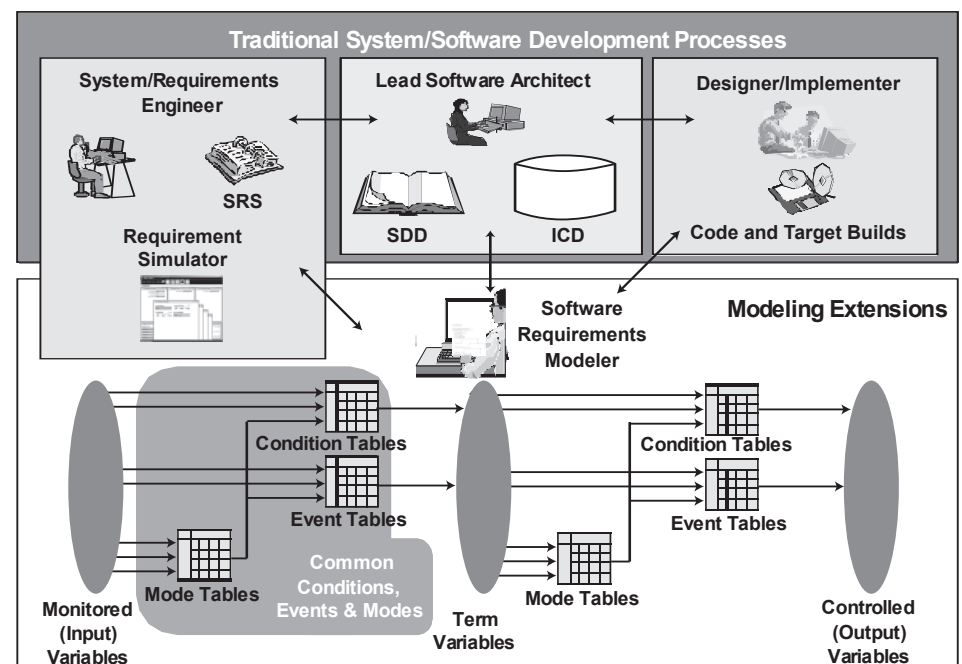 Traditional System/Software Development Processes
System/Requirements
Engineer
SRS
Requirement
Simulator
Lead Software Architect
SDD
ICD
Designer/Implementer
Code and Target Builds
Software
Requirements
Modeler
Modeling Extensions
Condition Tables
Event Tables
Mode Tables
Common
Conditions,
Events & Modes
Monitored
(Input)
Variables
Term
Variables
Condition Tables
Event Tables
Mode Tables
Controlled
(Output)
Variables